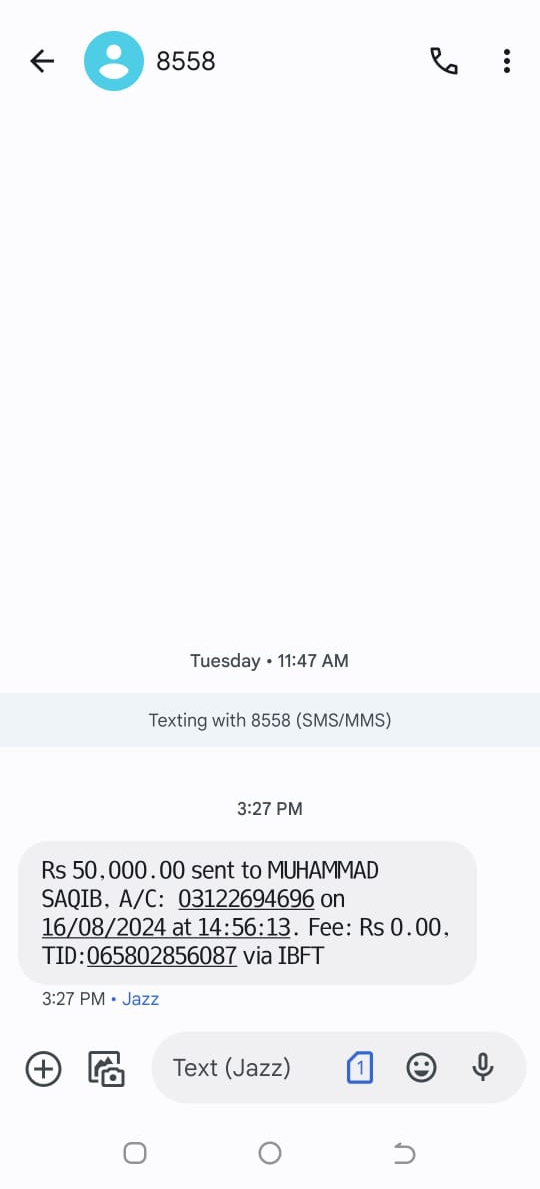 8558
Tuesday • 11:47 AM
Texting with 8558 (SMS/MMS)
3:27 PM
Rs 50,000.00 sent to MUHAMMAD
SAQIB, A/C: 03122694696 on
16/08/2024 at 14:56:13. Fee: Rs 0.00,
TID:065802856087 via IBFT
3:27 PM • Jazz
Text (Jazz)
1